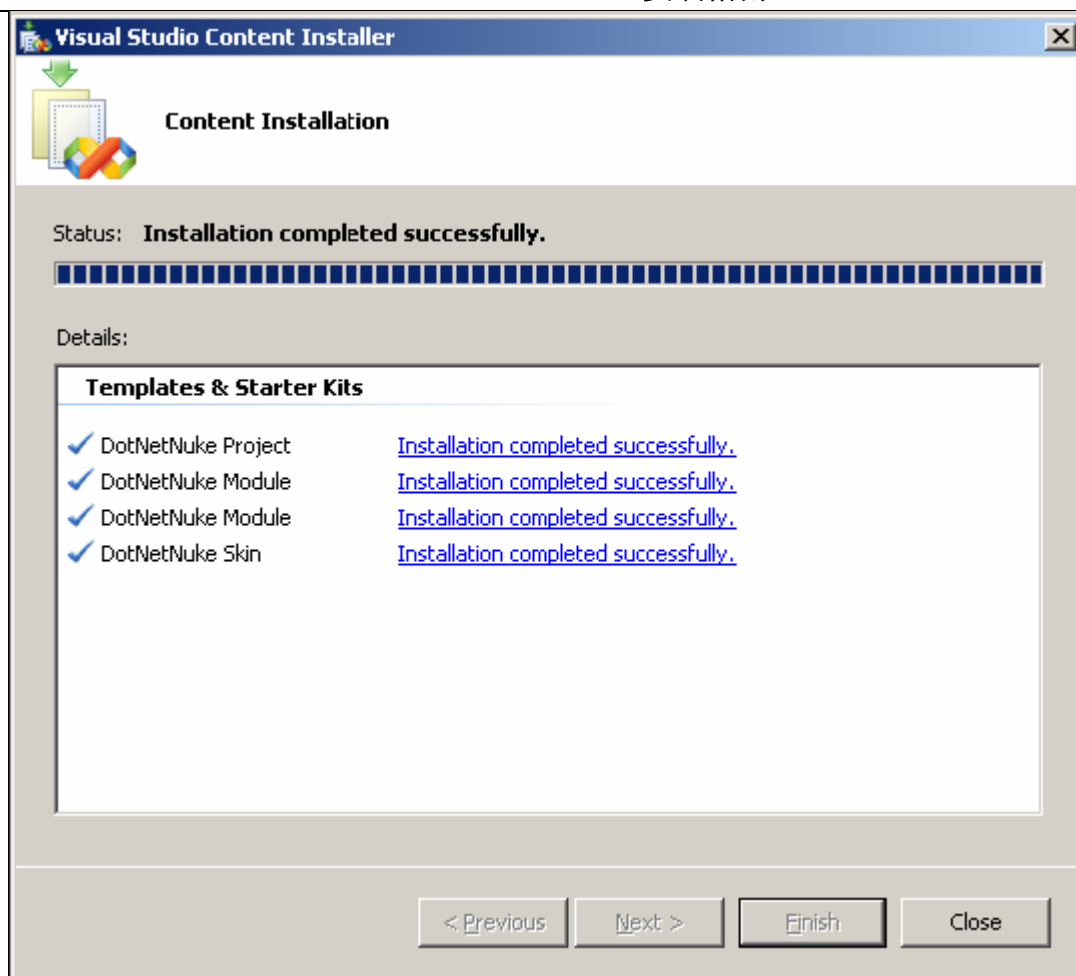 Visual Studio Content Installer
Content Installation
Status: Installation completed successfully.
Details:
Templates & Starter Kits
DotNetNuke Project Installation completed successfully.
DotNetNuke Module Installation completed successfully.
DotNetNuke Module Installation completed successfully.
DotNetNuke Skin Installation completed successfully.
< Previous Next > Finish Close